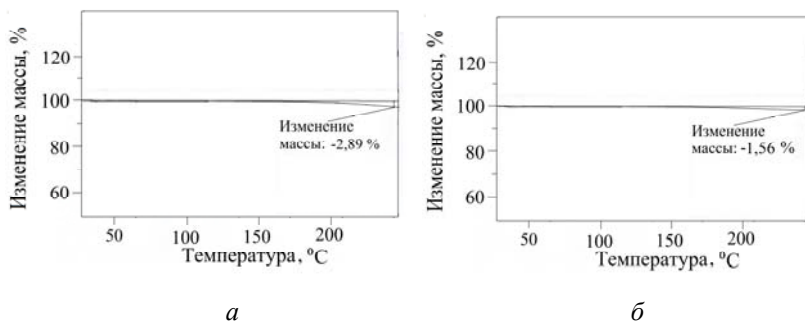 Изменение массы, %
120
100
80
60
Изменение
массы: -2,89 %
50
100
150
200
Температура, °C
а
Изменение массы, %
120
100
80
60
Изменение
массы: -1,56 %
50
100
150
200
Температура, °C
б